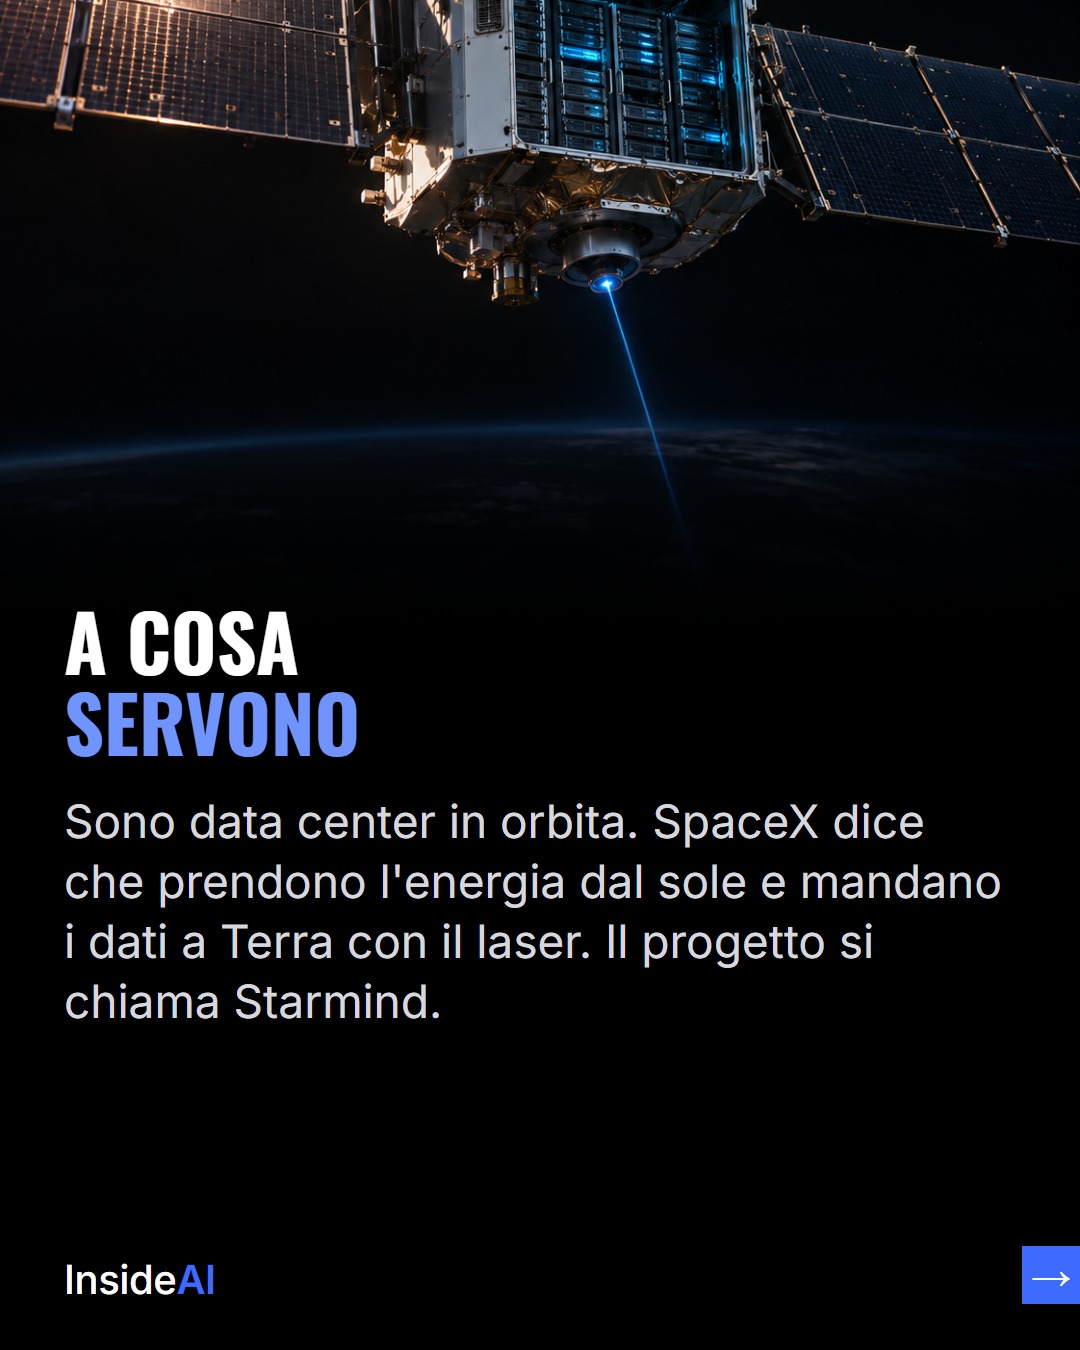 A COSA
SERVONO
Sono data center in orbita. SpaceX dice
che prendono l'energia dal sole e mandano
i dati a Terra con il laser. Il progetto si
chiama Starmind.
InsideAI
→